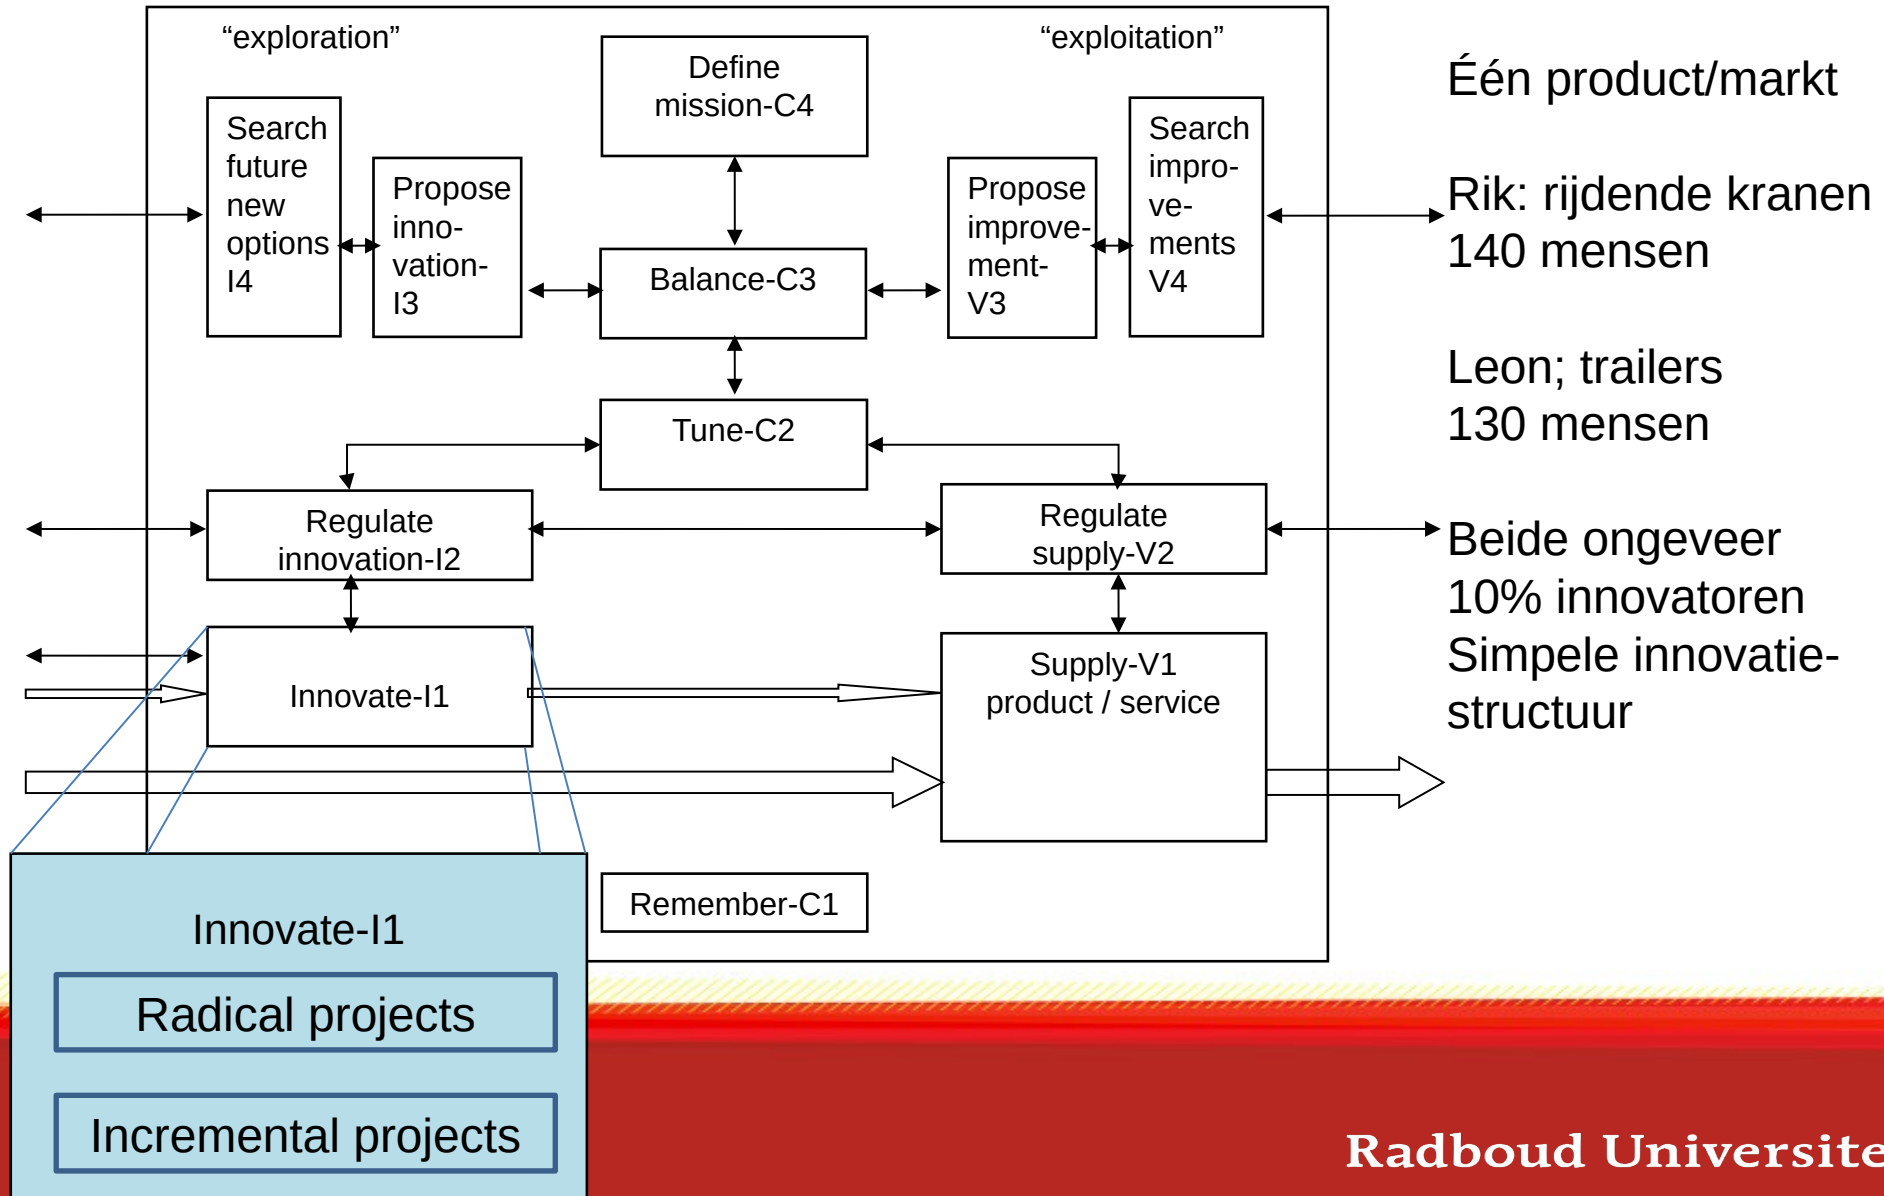 “exploration”
“exploitation”
Define
mission-C4
Search
future
new
options
I4
Propose
inno-
vation-
I3
Balance-C3
Propose
improve-
ment-
V3
Search
impro-
ve-
ments
V4
Tune-C2
Regulate
innovation-I2
Regulate
supply-V2
Innovate-I1
Supply-V1
product / service
Remember-C1
Innovate-I1
Radical projects
Incremental projects
Één product/markt
Rik: rijdende kranen
140 mensen
Leon; trailers
130 mensen
Beide ongeveer
10% innovatoren
Simpele innovatie-
structuur
Radboud Universite